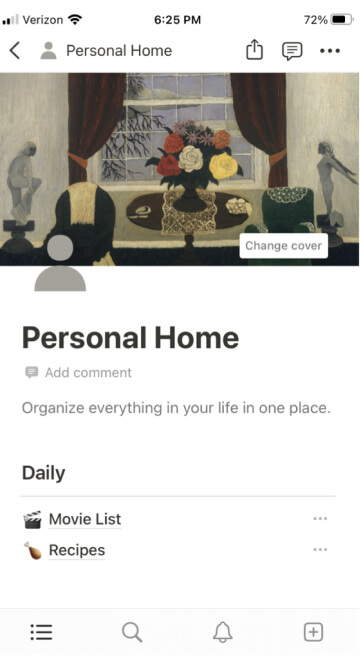 Verizon 6:25 PM 72%
Personal Home
Change cover
Personal Home
Add comment
Organize everything in your life in one place.
Daily
Movie List
Recipes